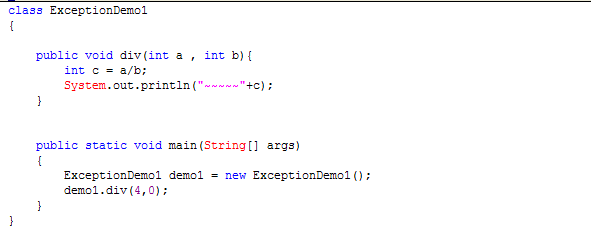 class ExceptionDemo1
{
public void div(int a , int b){
int c = a/b;
System.out.println("~~~~~"+c);
}
public static void main(String[] args)
{
ExceptionDemo1 demo1 = new ExceptionDemo1();
demo1.div(4,0);
}
}